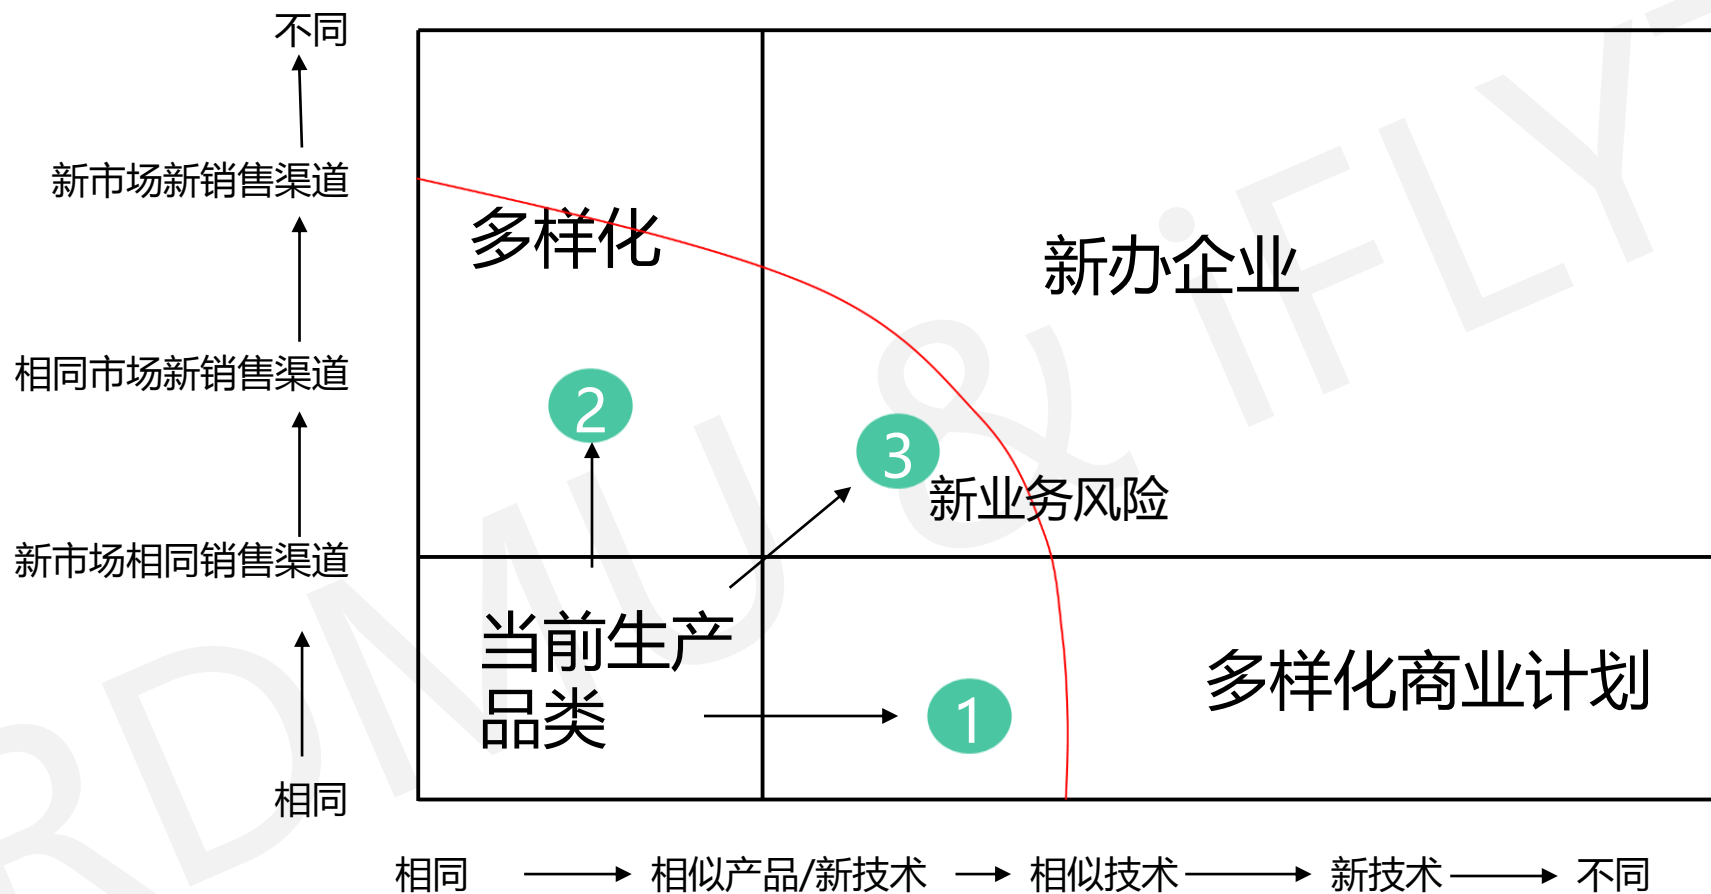 不同
新市场新销售渠道
多样化
新办企业
相同市场新销售渠道
2
3
新业务风险
新市场相同销售渠道
当前生产
品类
1
多样化商业计划
相同
相同 相似产品/新技术 相似技术 新技术 不同
RDMU & iFLYT